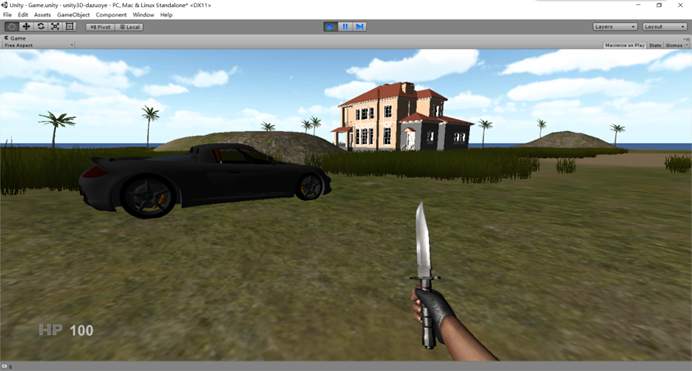 Unity - Game.unity - unity3D-dazuoye - PC, Mac & Linux Standalone* <DX11>
File Edit Assets GameObject Component Window Help
Pivot Local Layers Layout
Game
Free Aspect Maximize on Play Stats Gizmos
HP 100